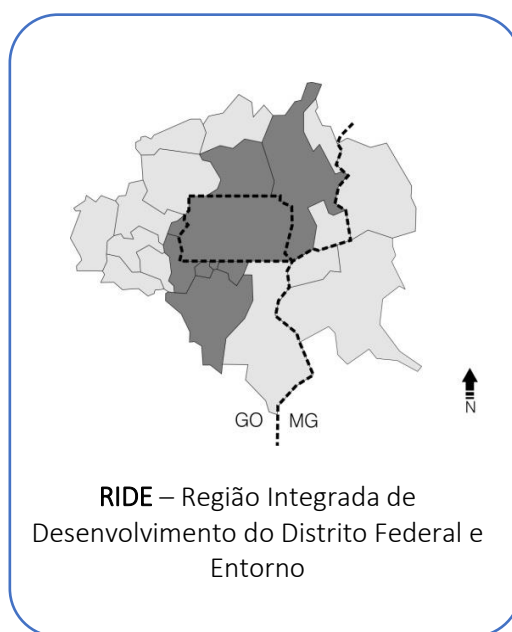 N
GO MG
RIDE – Região Integrada de
Desenvolvimento do Distrito Federal e
Entorno